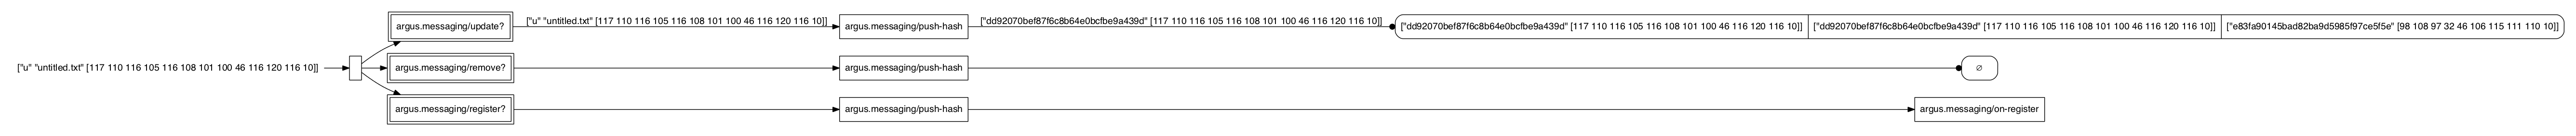 argus.messaging/update?
["u" "untitled.txt" [117 110 116 105 116 108 101 100 46 116 120 116 10]]
argus.messaging/push-hash
["dd92070bef87f6c8b64e0bcfbe9a439d" [117 110 116 105 116 108 101 100 46 116 120 116 10]]
["dd92070bef87f6c8b64e0bcfbe9a439d" [117 110 116 105 116 108 101 100 46 116 120 116 10]]
["dd92070bef87f6c8b64e0bcfbe9a439d" [117 110 116 105 116 108 101 100 46 116 120 116 10]]
["e83fa90145bad82ba9d5985f97ce5f5e" [98 108 97 32 46 106 115 111 110 10]]
["u" "untitled.txt" [117 110 116 105 116 108 101 100 46 116 120 116 10]]
argus.messaging/remove?
argus.messaging/push-hash
∅
argus.messaging/register?
argus.messaging/push-hash
argus.messaging/on-register